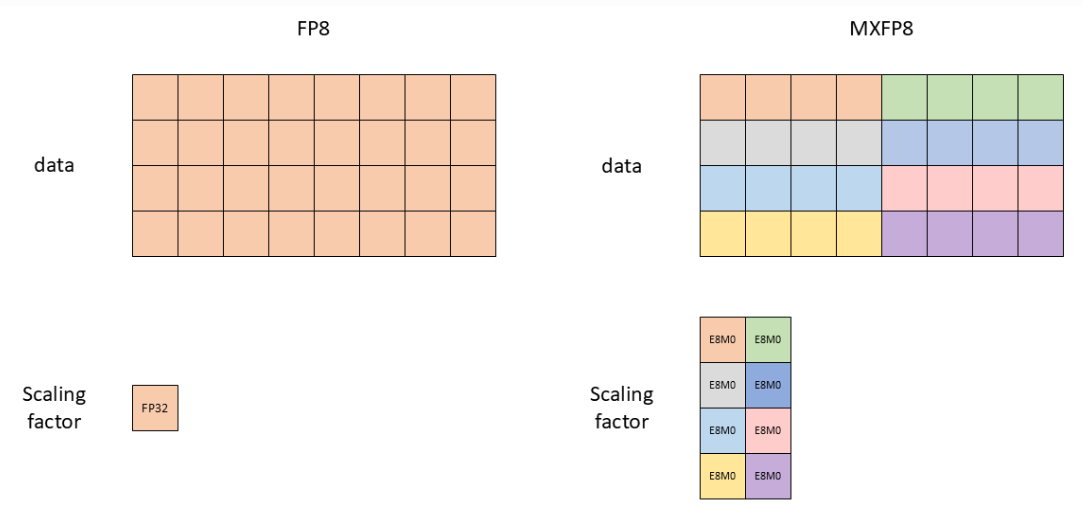 FP8
MXFP8
data
data
Scaling
factor
FP32
Scaling
factor
E8M0 E8M0
E8M0 E8M0
E8M0 E8M0
E8M0 E8M0